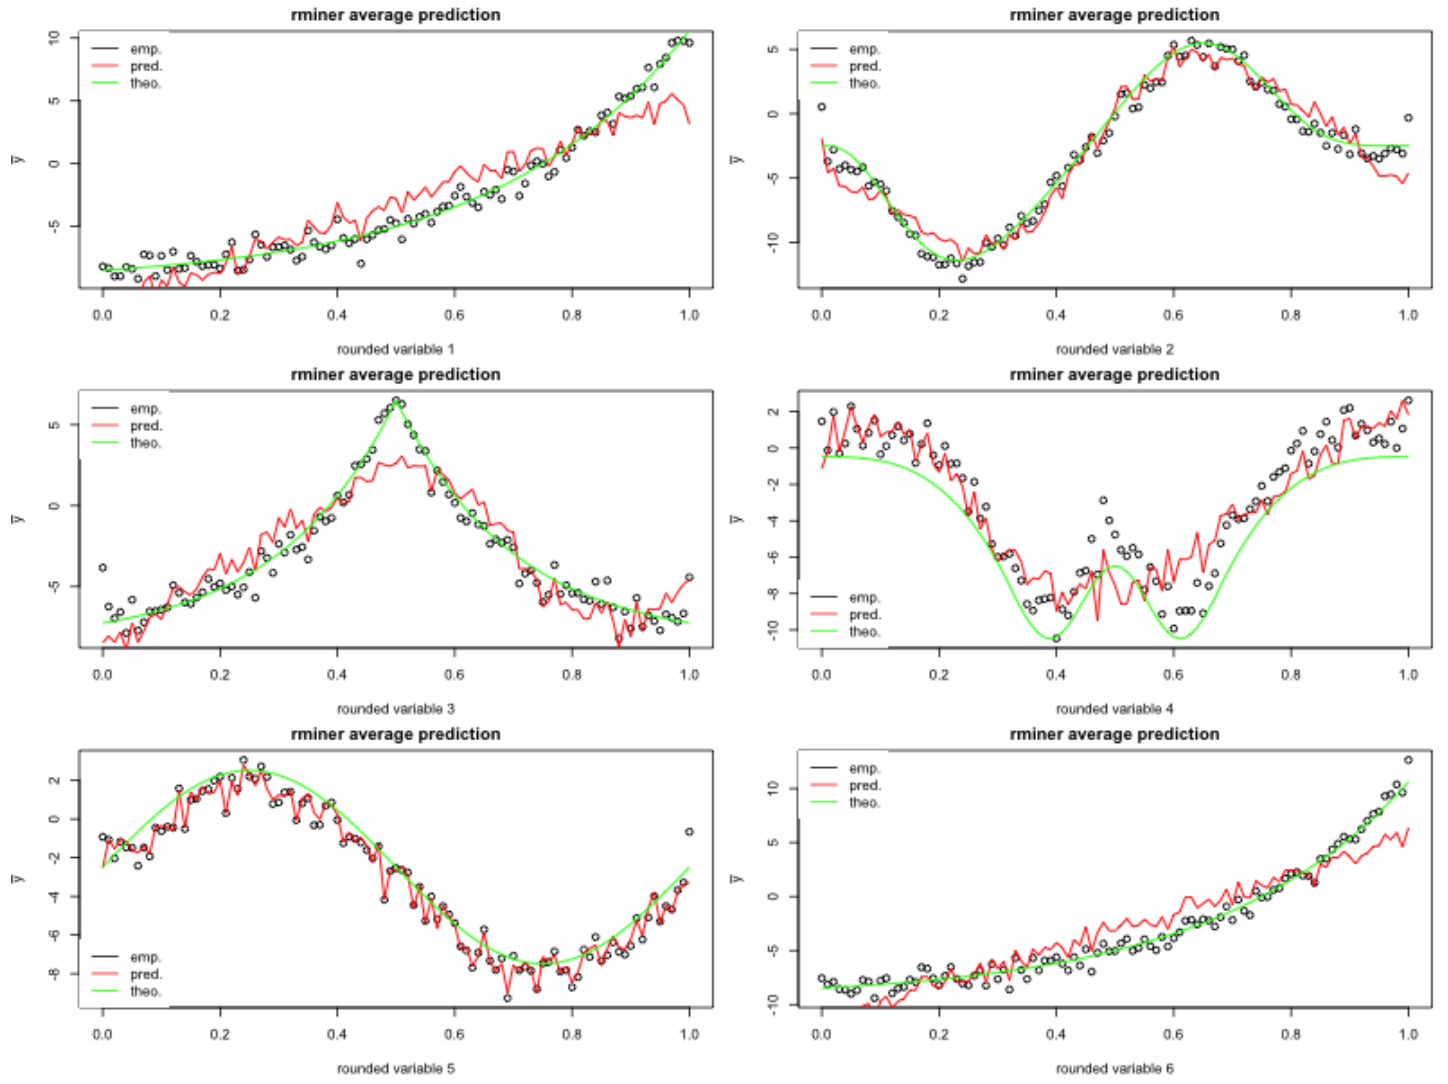 rminer average prediction
emp.
pred.
theo.
10
5
0
-5
y
0.0 0.2 0.4 0.6 0.8 1.0
rounded variable 1
rminer average prediction
emp.
pred.
theo.
5
0
-5
-10
y
0.0 0.2 0.4 0.6 0.8 1.0
rounded variable 2
rminer average prediction
emp.
pred.
theo.
5
0
-5
y
0.0 0.2 0.4 0.6 0.8 1.0
rounded variable 3
rminer average prediction
2
0
-2
-4
-6
-8
-10
y
emp.
pred.
theo.
0.0 0.2 0.4 0.6 0.8 1.0
rounded variable 4
rminer average prediction
2
0
-2
-4
-6
-8
y
emp.
pred.
theo.
0.0 0.2 0.4 0.6 0.8 1.0
rounded variable 5
rminer average prediction
emp.
pred.
theo.
10
5
0
-5
-10
y
0.0 0.2 0.4 0.6 0.8 1.0
rounded variable 6